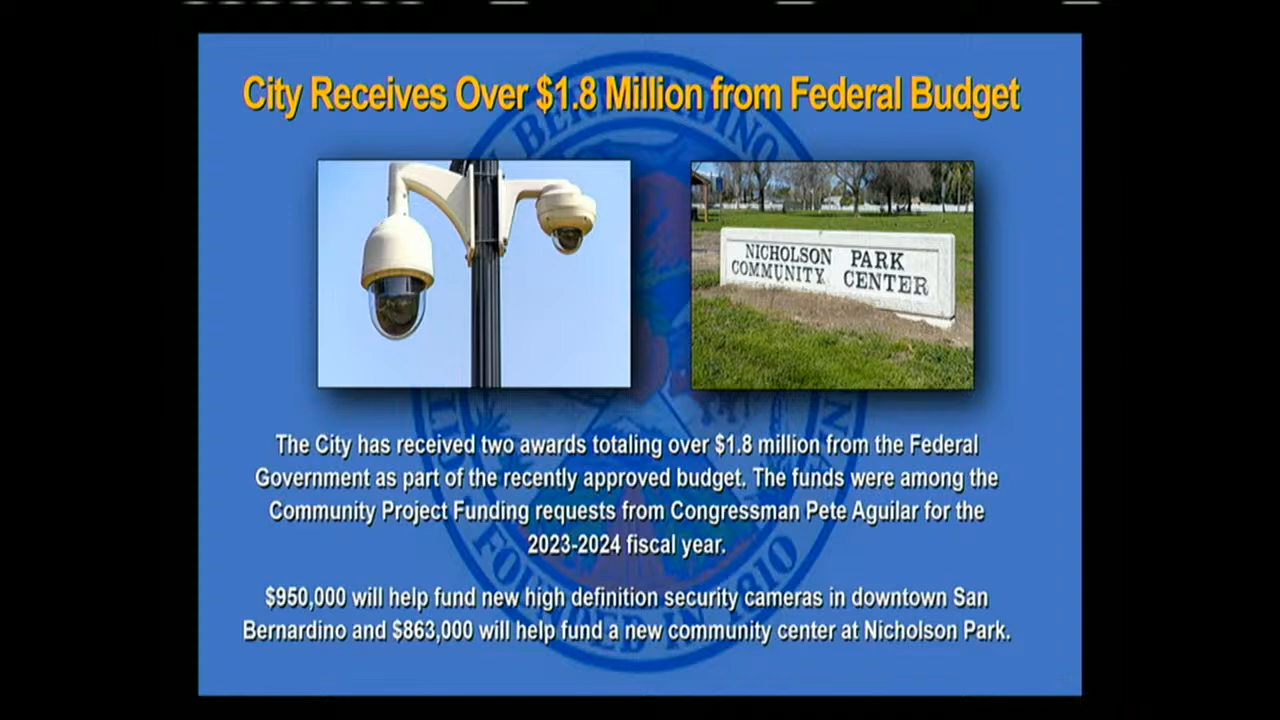 City Receives Over $1.8 Million from Federal Budget
BERNARDINO
NICHOLSON PARK
COMMUNITY CENTER
The City has received two awards totaling over $1.8 million from the Federal
Government as part of the recently approved budget. The funds were among the
Community Project Funding requests from Congressman Pete Aguilar for the
2023-2024 fiscal year.
$950,000 will help fund new high definition security cameras in downtown San
Bernardino and $863,000 will help fund a new community center at Nicholson Park.
FOUNDED IN 1810